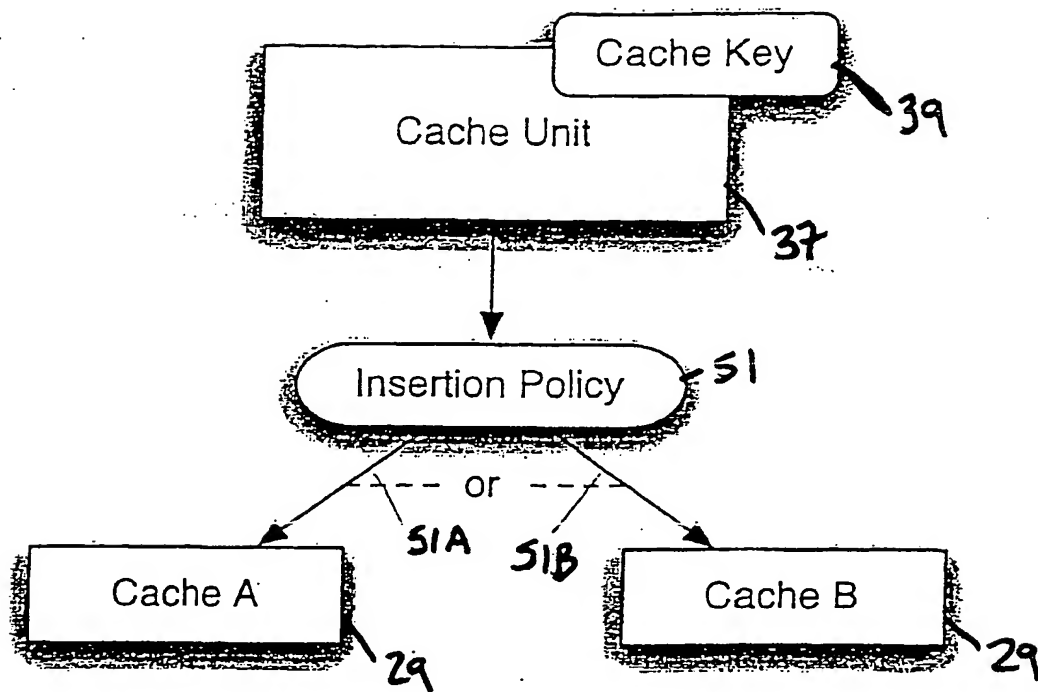 Cache Key
39
Cache Unit
37
Insertion Policy
51
or
51A
51B
Cache A
Cache B
29
29